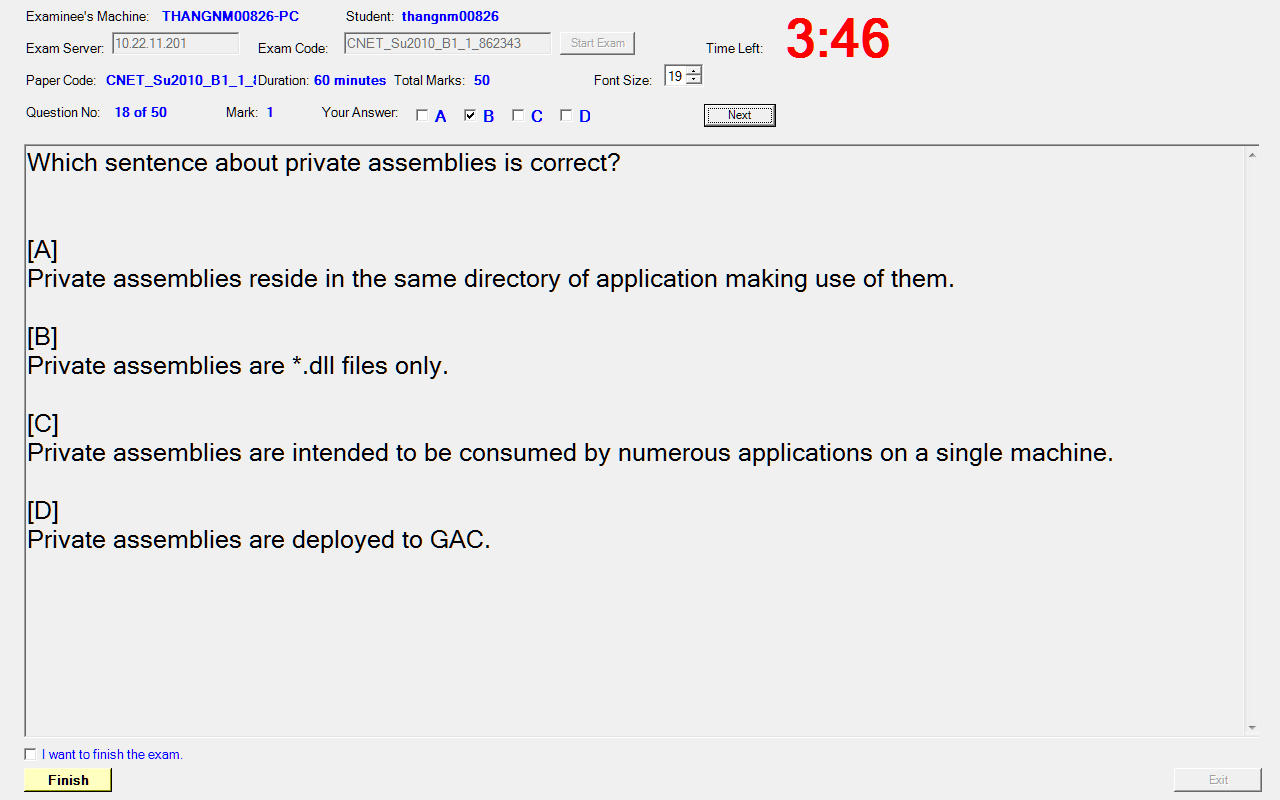 Examinee's Machine: THANGNM00826-PC Student: thangnm00826
Exam Server: 10.22.11.201 Exam Code: CNET_Su2010_B1_1_862343 Start Exam Time Left: 3:46
Paper Code: CNET_Su2010_B1_1_ Duration: 60 minutes Total Marks: 50 Font Size: 19
Question No: 18 of 50 Mark: 1 Your Answer: A B C D Next
Which sentence about private assemblies is correct?
[A]
Private assemblies reside in the same directory of application making use of them.
[B]
Private assemblies are *.dll files only.
[C]
Private assemblies are intended to be consumed by numerous applications on a single machine.
[D]
Private assemblies are deployed to GAC.
I want to finish the exam.
Finish Exit